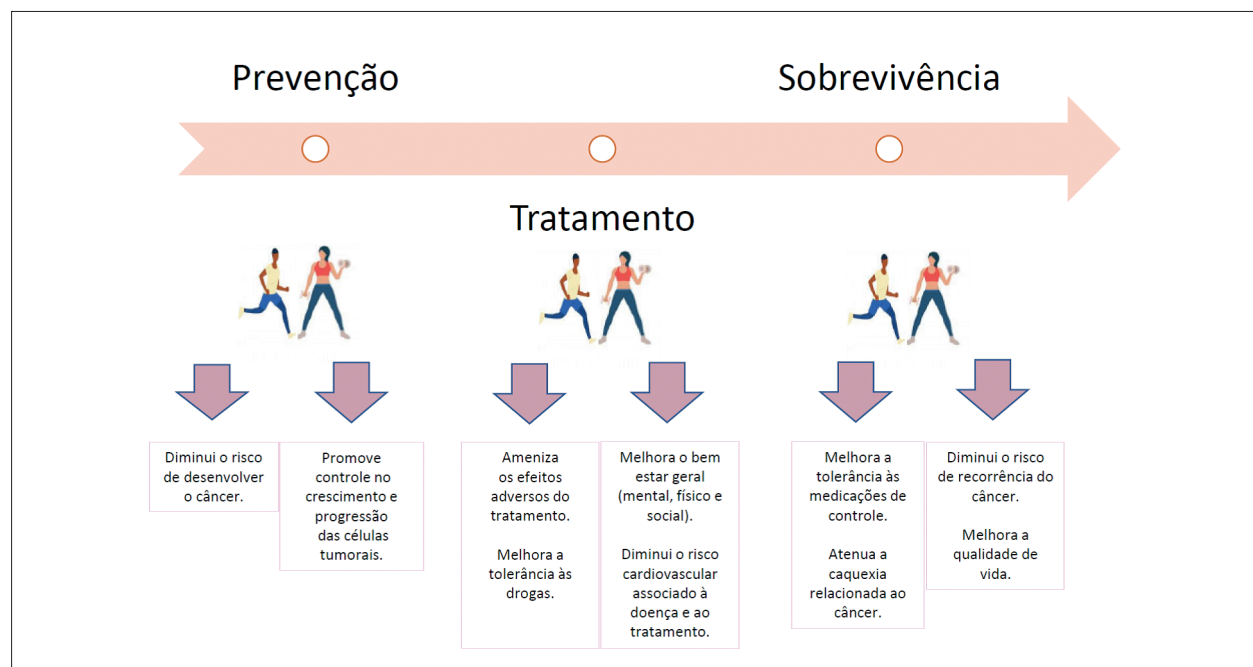 Prevenção
Sobrevivência
Tratamento
Diminui o risco
de desenvolver
o câncer.
Promove
controle no
crescimento e
progressão
das células
tumorais.
Ameniza
os efeitos
adversos do
tratamento.
Melhora a
tolerância às
drogas.
Melhora o bem
estar geral
(mental, físico e
social).
Diminui o risco
cardiovascular
associado à
doença e ao
tratamento.
Melhora a
tolerância às
medicações de
controle.
Atenua a
caquexia
relacionada ao
câncer.
Diminui o risco
de recorrência do
câncer.
Melhora a
qualidade de
vida.